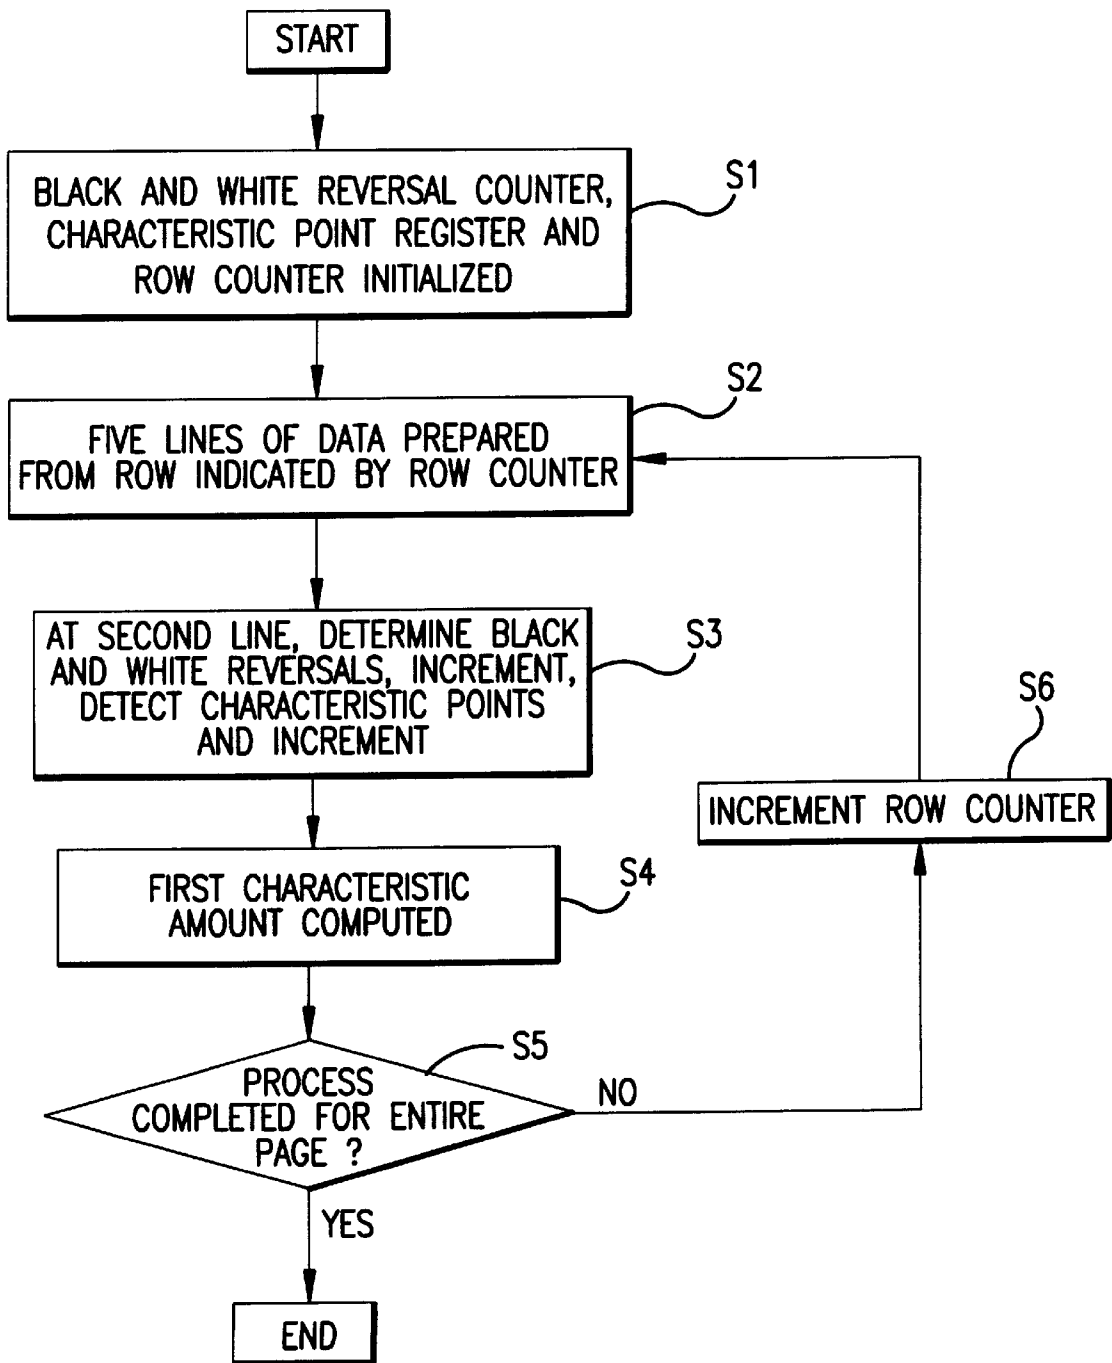 START
BLACK AND WHITE REVERSAL COUNTER,
CHARACTERISTIC POINT REGISTER AND
ROW COUNTER INITIALIZED
S1
FIVE LINES OF DATA PREPARED
FROM ROW INDICATED BY ROW COUNTER
S2
AT SECOND LINE, DETERMINE BLACK
AND WHITE REVERSALS, INCREMENT,
DETECT CHARACTERISTIC POINTS
AND INCREMENT
S3
FIRST CHARACTERISTIC
AMOUNT COMPUTED
S4
PROCESS
COMPLETED FOR ENTIRE
PAGE ?
S5
NO
INCREMENT ROW COUNTER
S6
YES
END